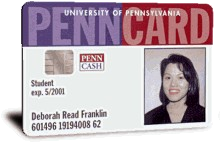 UNIVERSITY OF PENNSYLVANIA
PENNCARD
PENN
CASH
Student
exp. 5/2001
Deborah Read Franklin
601496 19194008 62